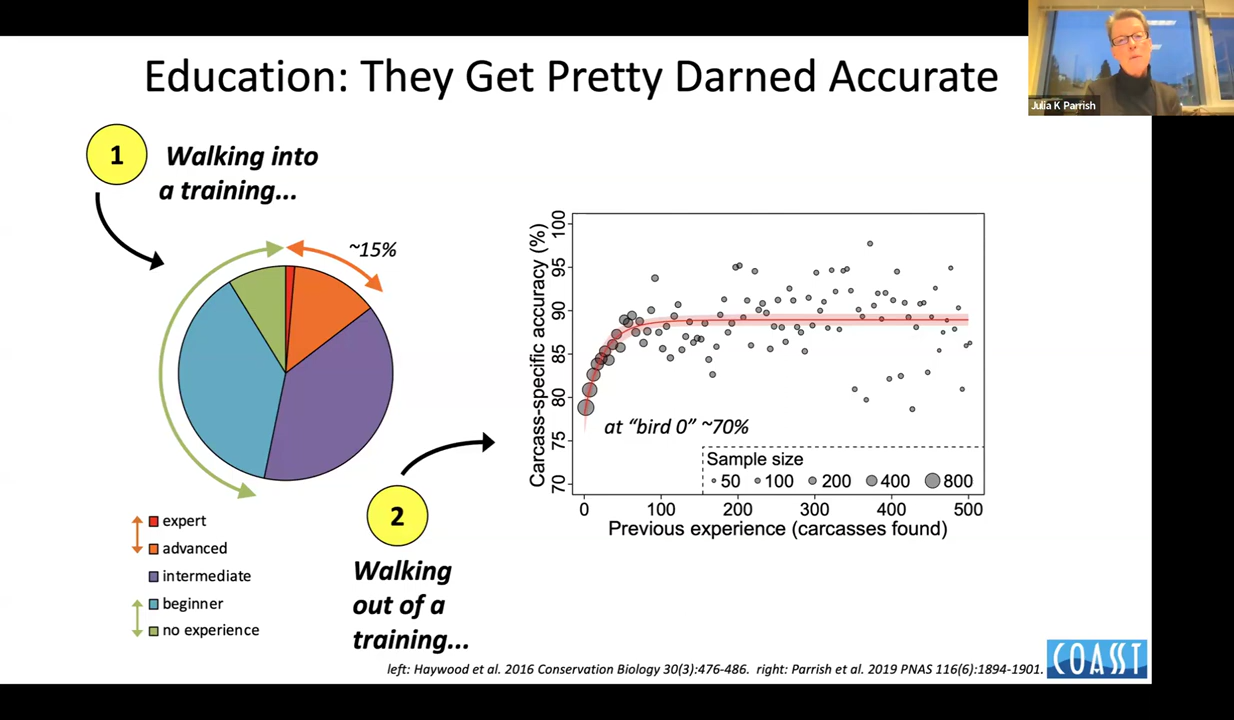 Education: They Get Pretty Darned Accurate
Julia K Parrish
1
Walking into
a training...
~15%
expert
advanced
intermediate
beginner
no experience
2
Walking
out of a
training...
Carcass-specific accuracy (%)
100
95
90
85
80
75
70
at “bird 0” ~70%
Sample size
50 100 200 400 800
0 100 200 300 400 500
Previous experience (carcasses found)
left: Haywood et al. 2016 Conservation Biology 30(3):476-486. right: Parrish et al. 2019 PNAS 116(6):1894-1901.
COASST